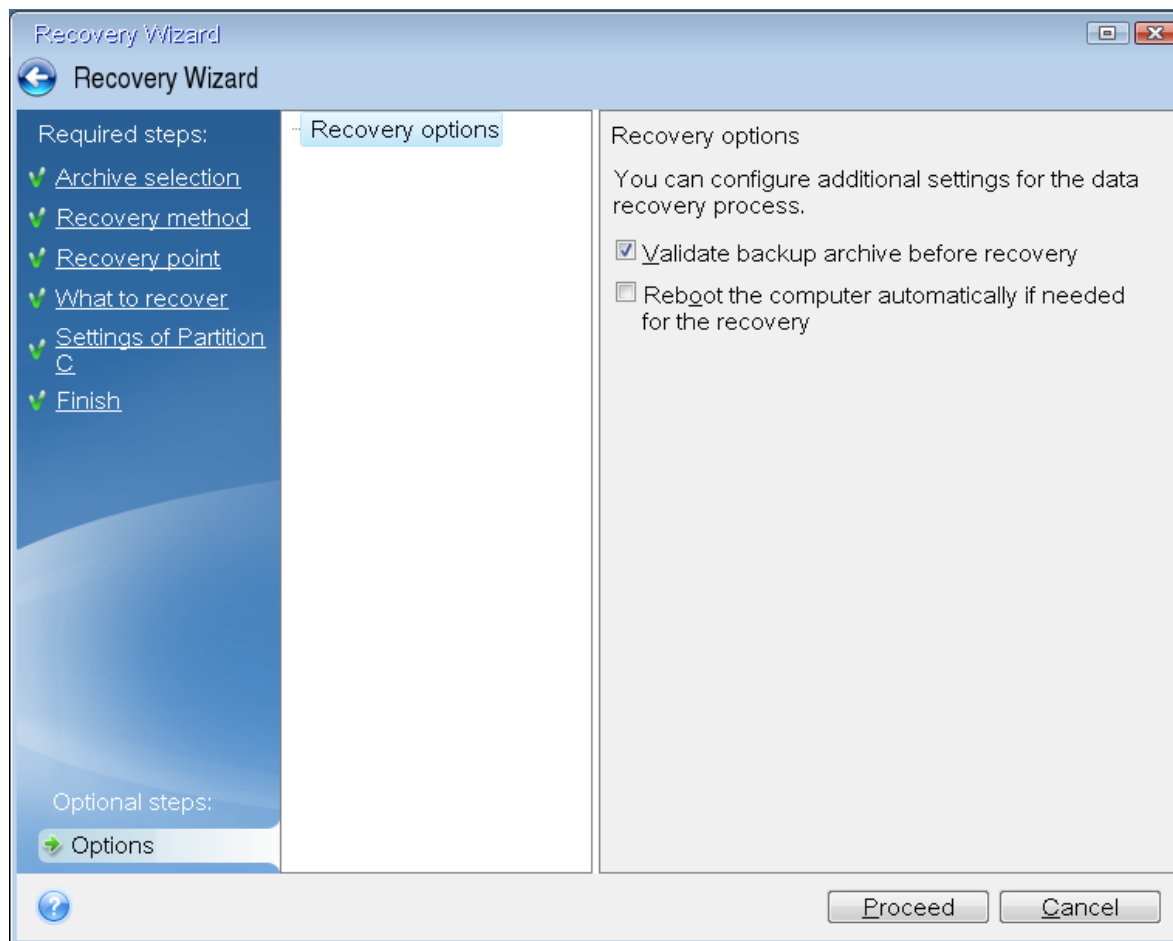 Recovery Wizard
Recovery Wizard
Required steps:
Archive selection
Recovery method
Recovery point
What to recover
Settings of Partition
C
Finish
Optional steps:
Options
Recovery options
Recovery options
You can configure additional settings for the data
recovery process.
Validate backup archive before recovery
Reboot the computer automatically if needed
for the recovery
Proceed
Cancel